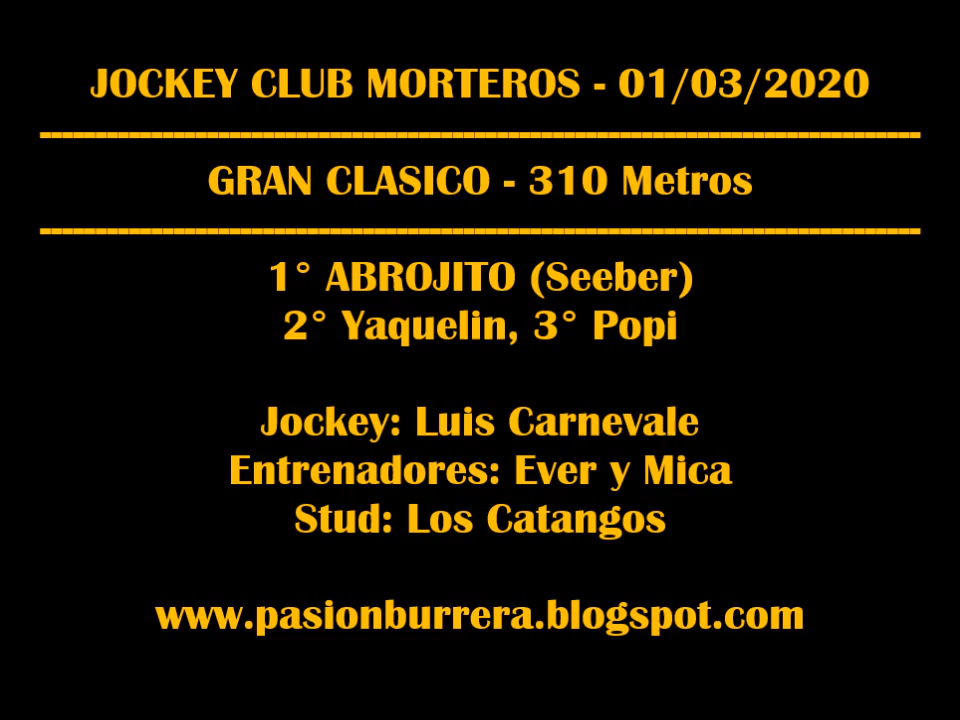 JOCKEY CLUB MORTEROS - 01/03/2020
--------------------------------------------------------------------------------
GRAN CLASICO - 310 Metros
--------------------------------------------------------------------------------
1° ABROJITO (Seeber)
2° Yaquelin, 3° Popi
Jockey: Luis Carnevale
Entrenadores: Ever y Mica
Stud: Los Catangos
www.pasionburrera.blogspot.com